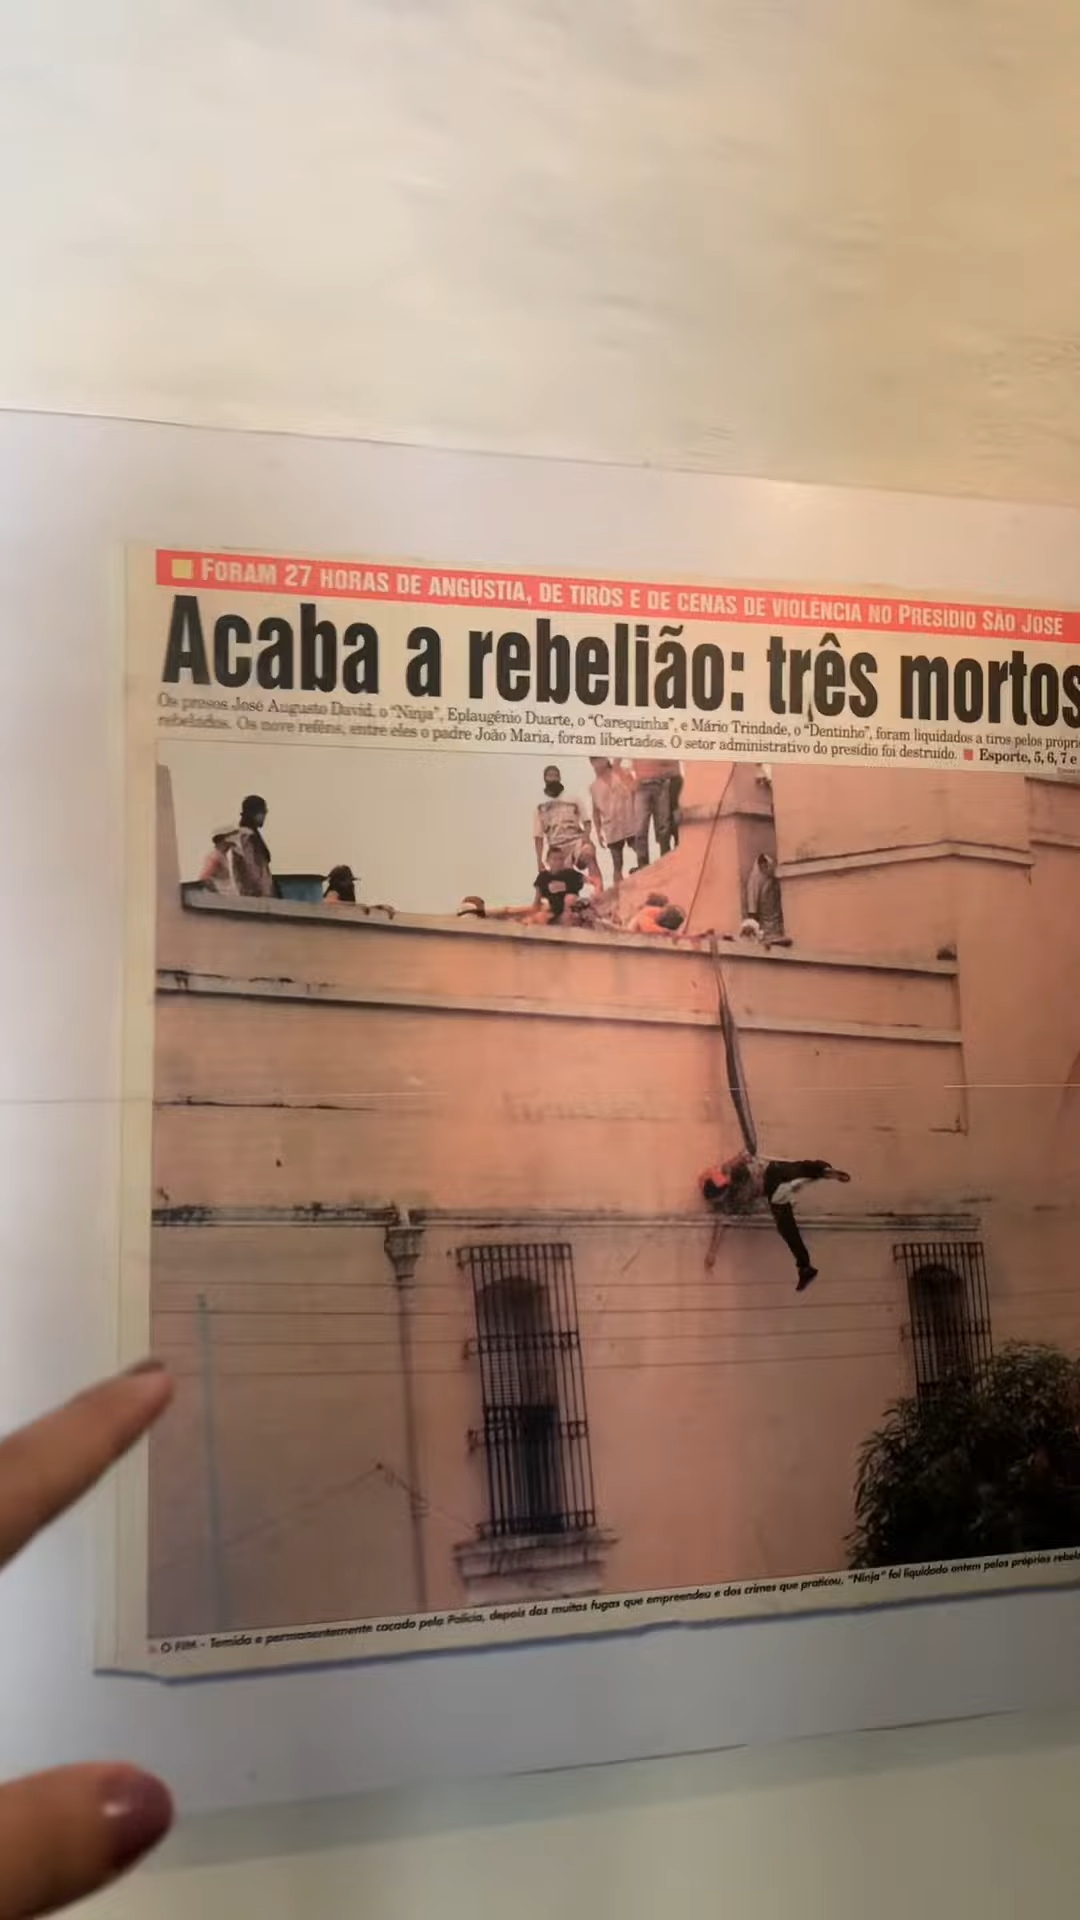 FORAM 27 HORAS DE ANGÚSTIA, DE TIROS E DE CENAS DE VIOLÊNCIA NO PRESÍDIO SÃO JOSÉ
Acaba a rebelião: três mortos
Os presos José Augusto David, o "Ninja", Eplaugênio Duarte, o "Carequinha", e Mário Trindade, o "Dentinho", foram liquidados a tiros pelos
rebelados. Os nove reféns, entre eles o padre João Maria, foram libertados. O setor administrativo do presídio foi destruído. Esporte, 5, 6, 7 e
O FIM - Temido e permanentemente caçado pela Polícia, depois das muitas fugas que empreendeu e dos crimes que praticou, "Ninja" foi liquidado ontem pelos próprios